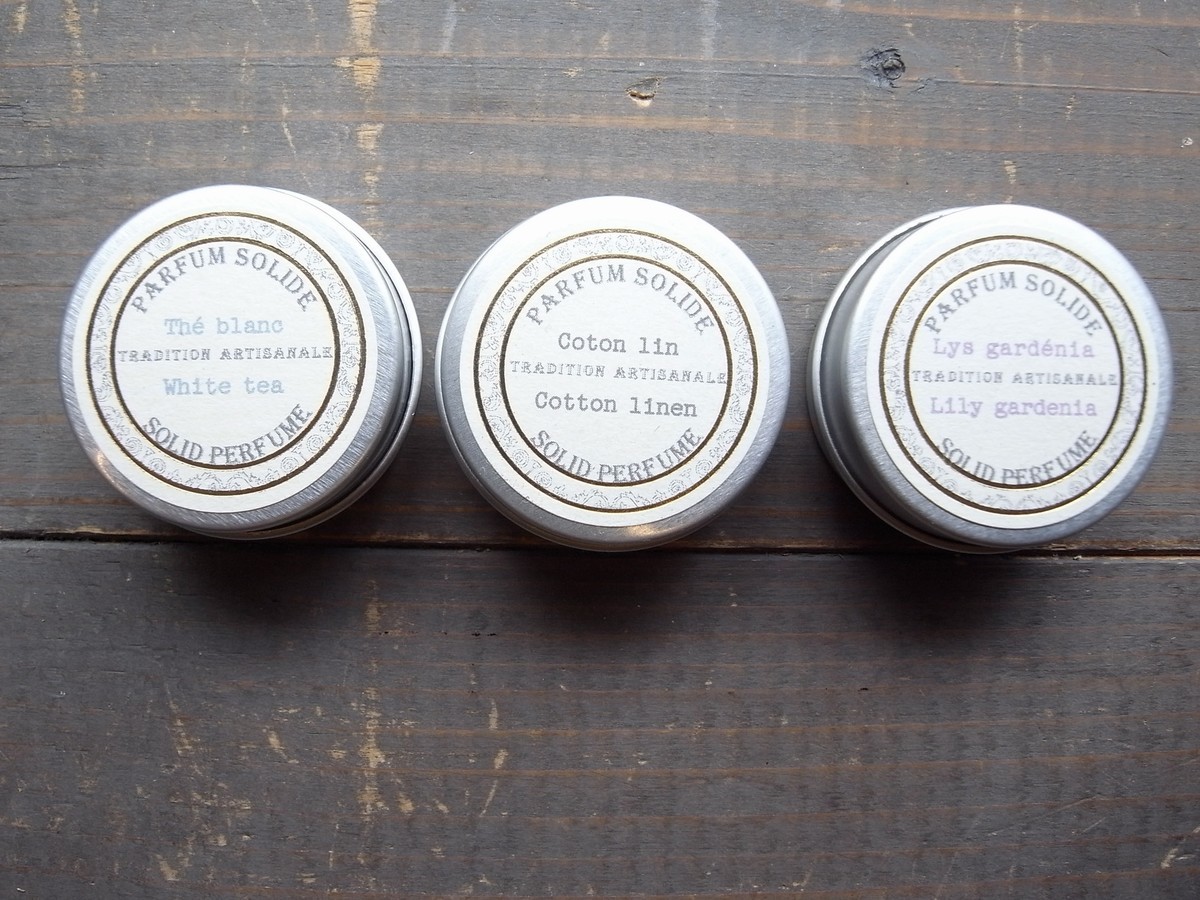 PARFUM SOLIDE
Thé blanc
TRADITION ARTISANALE
White tea
SOLID PERFUME
PARFUM SOLIDE
Coton lin
TRADITION ARTISANALE
Cotton linen
SOLID PERFUME
PARFUM SOLIDE
Lys gardénia
TRADITION ARTISANALE
Lily gardenia
SOLID PERFUME